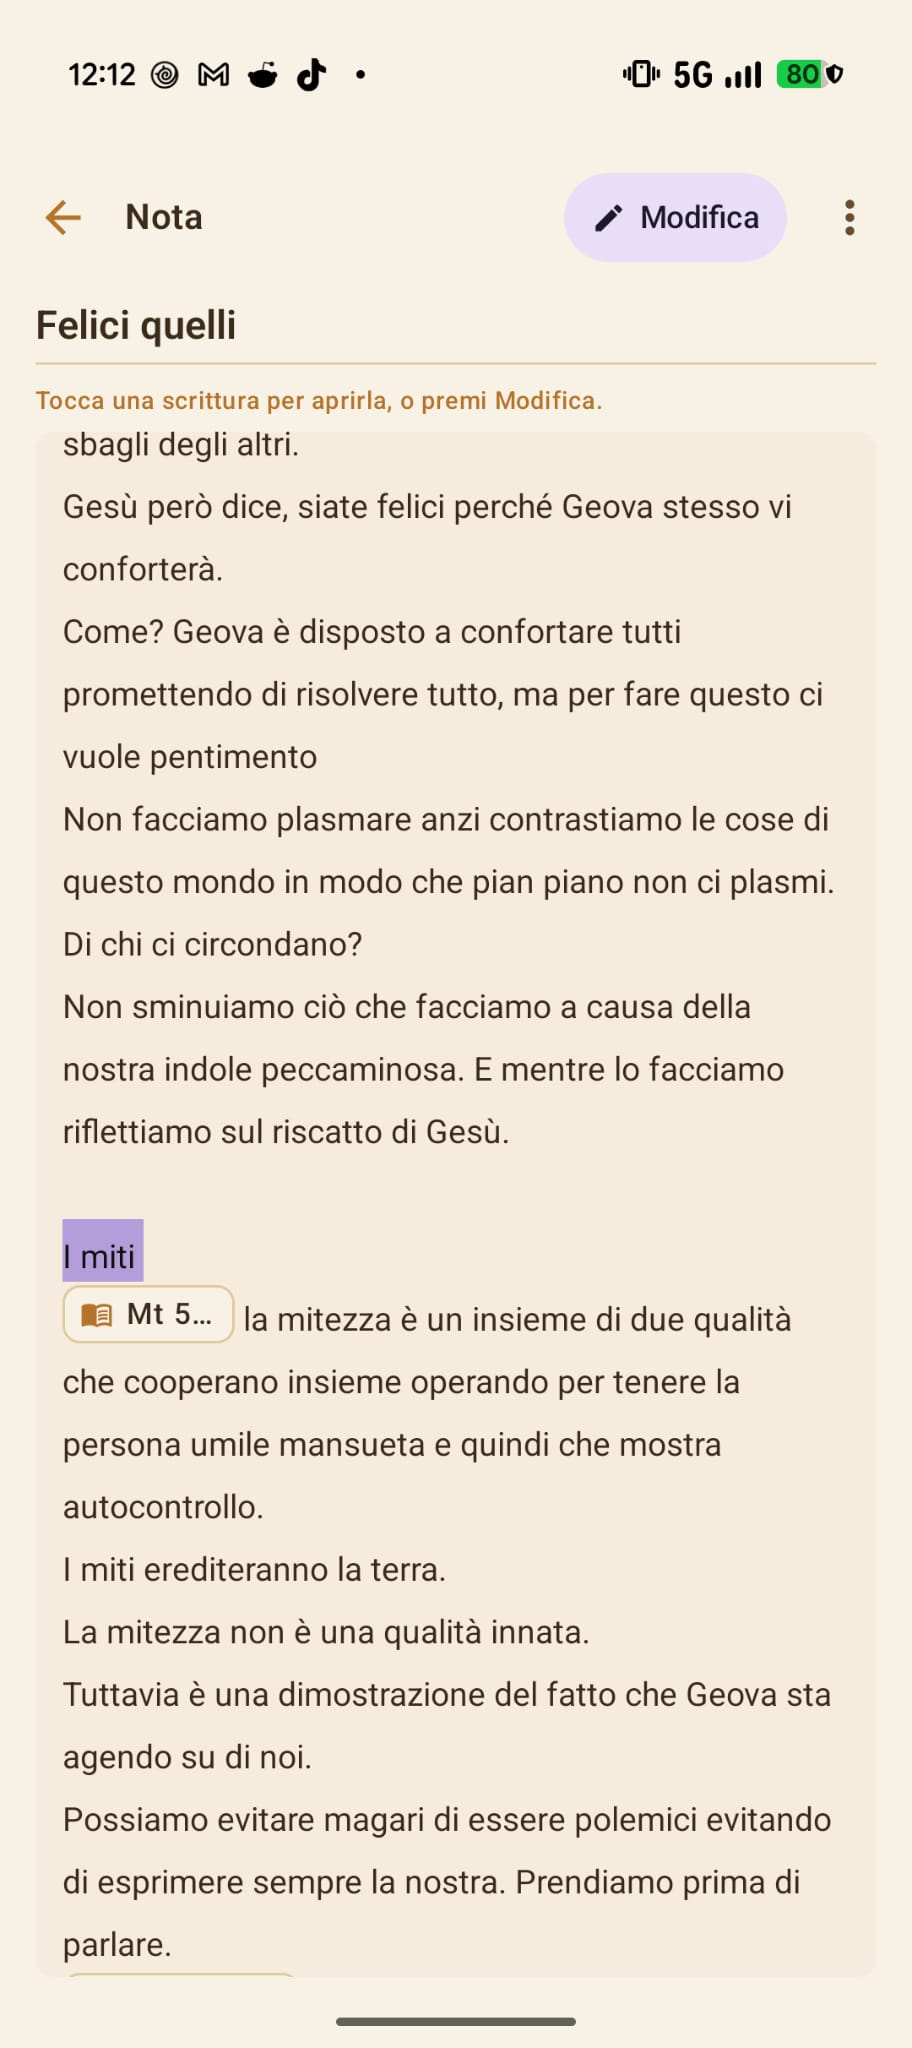 12:12
5G
80
Nota
Modifica
Felici quelli
Tocca una scrittura per aprirla, o premi Modifica.
sbagli degli altri.
Gesù però dice, siate felici perché Geova stesso vi
conforterà.
Come? Geova è disposto a confortare tutti
promettendo di risolvere tutto, ma per fare questo ci
vuole pentimento
Non facciamo plasmare anzi contrastiamo le cose di
questo mondo in modo che pian piano non ci plasmi.
Di chi ci circondano?
Non sminuiamo ciò che facciamo a causa della
nostra indole peccaminosa. E mentre lo facciamo
riflettiamo sul riscatto di Gesù.
I miti
Mt 5... la mitezza è un insieme di due qualità
che cooperano insieme operando per tenere la
persona umile mansueta e quindi che mostra
autocontrollo.
I miti erediteranno la terra.
La mitezza non è una qualità innata.
Tuttavia è una dimostrazione del fatto che Geova sta
agendo su di noi.
Possiamo evitare magari di essere polemici evitando
di esprimere sempre la nostra. Prendiamo prima di
parlare.